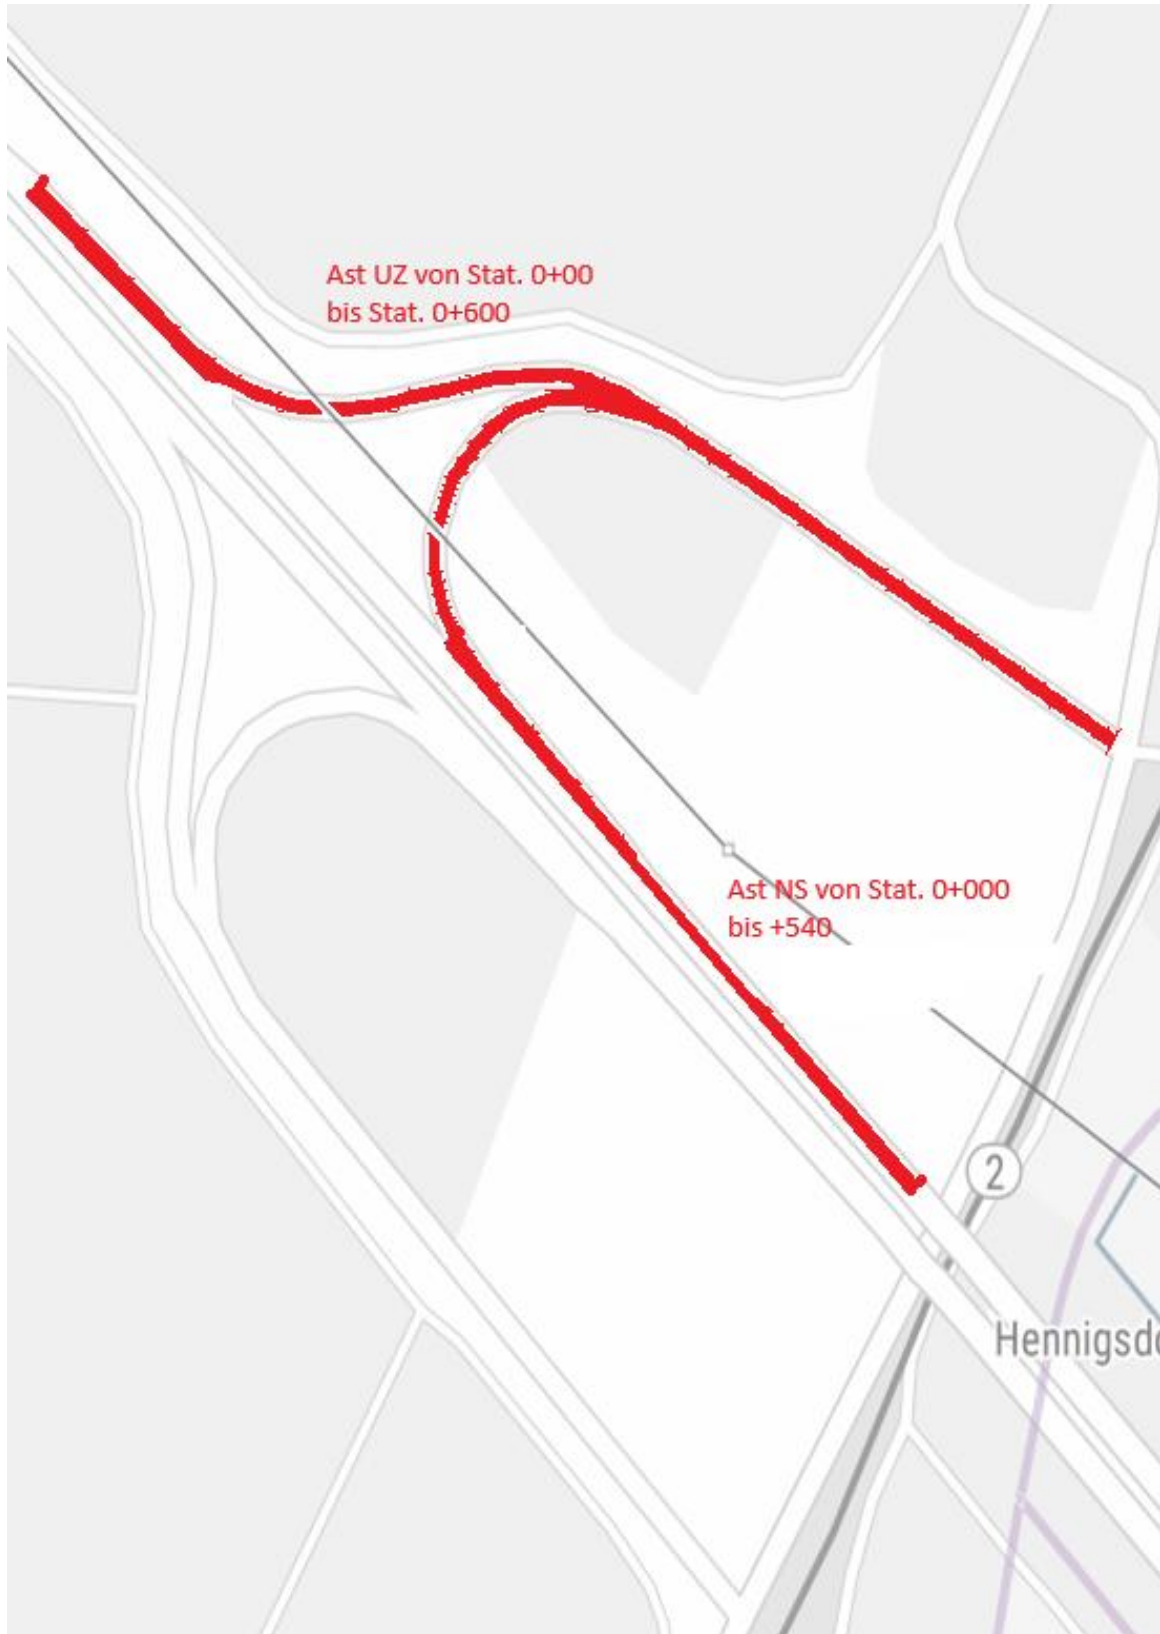 Ast UZ von Stat. 0+00
bis Stat. 0+600
Ast NS von Stat. 0+000
bis +540
2
Hennigsdo